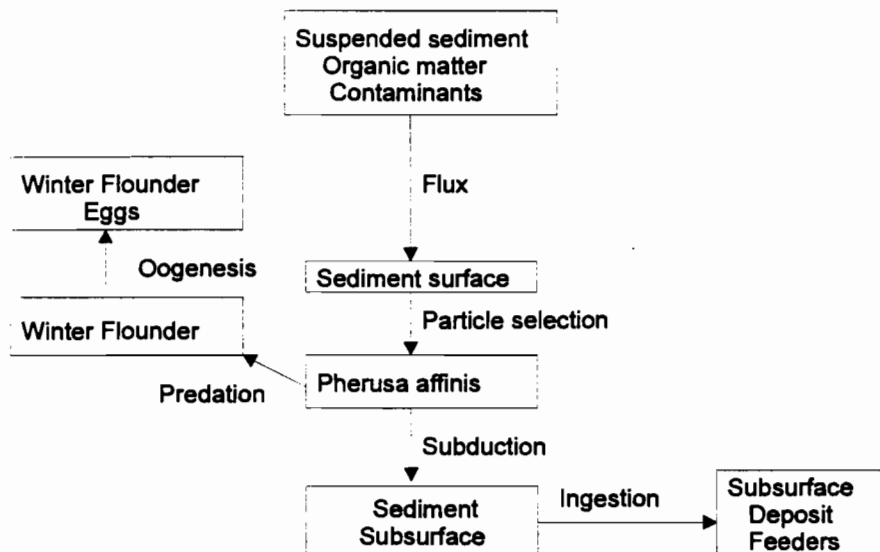 Suspended sediment
Organic matter
Contaminants
Flux
Winter Flounder
Eggs
Oogenesis
Sediment surface
Particle selection
Winter Flounder
Pherusa affinis
Predation
Subduction
Sediment
Subsurface
Ingestion
Subsurface
Deposit
Feeders